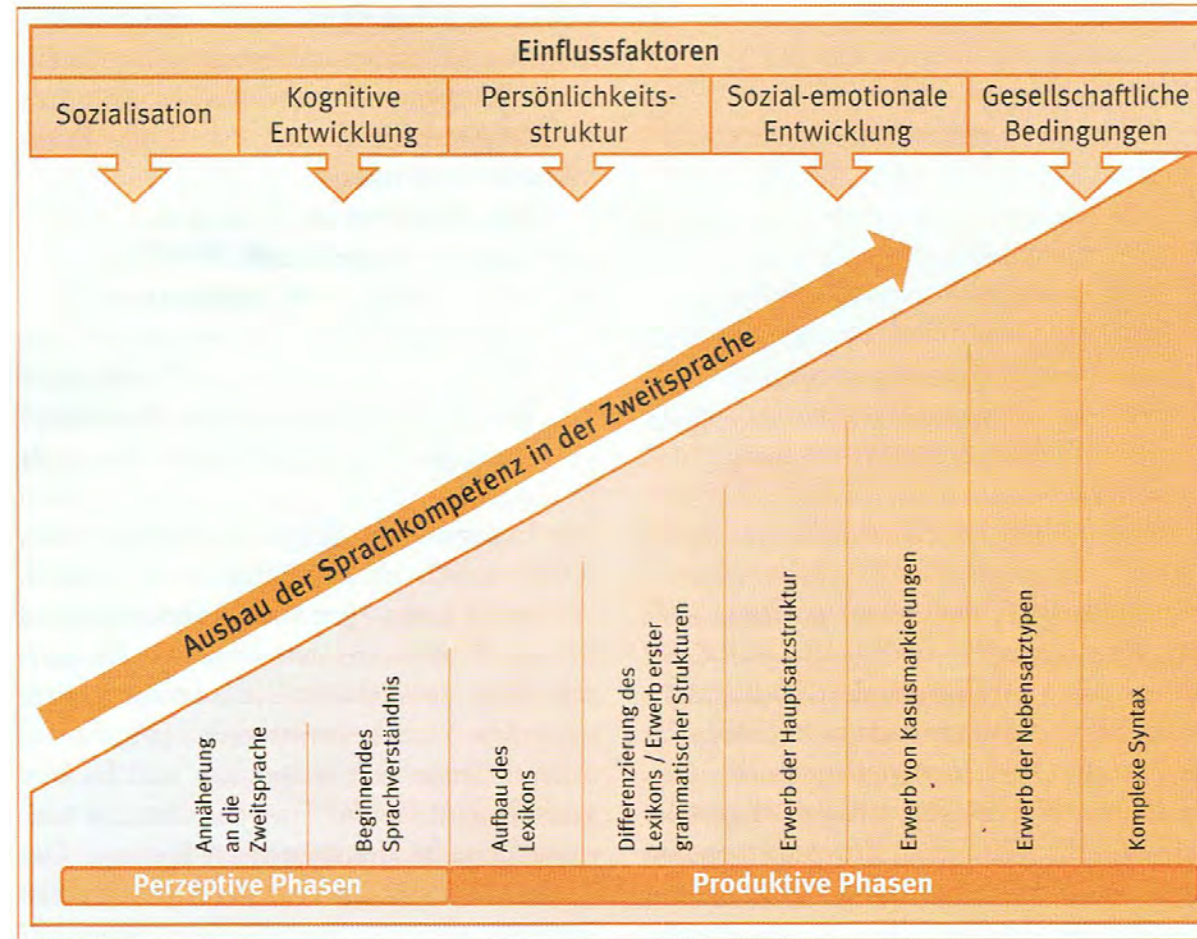 Einflussfaktoren
Sozialisation
Kognitive
Entwicklung
Persönlichkeits-
struktur
Sozial-emotionale
Entwicklung
Gesellschaftliche
Bedingungen
Ausbau der Sprachkompetenz in der Zweitsprache
Annäherung
an die
Zweitsprache
Beginnendes
Sprachverständnis
Aufbau des
Lexikons
Differenzierung des
Lexikons / Erwerb erster
grammatischer Strukturen
Erwerb der Hauptsatzstruktur
Erwerb von Kasusmarkierungen
Erwerb der Nebensatztypen
Komplexe Syntax
Perzeptive Phasen
Produktive Phasen